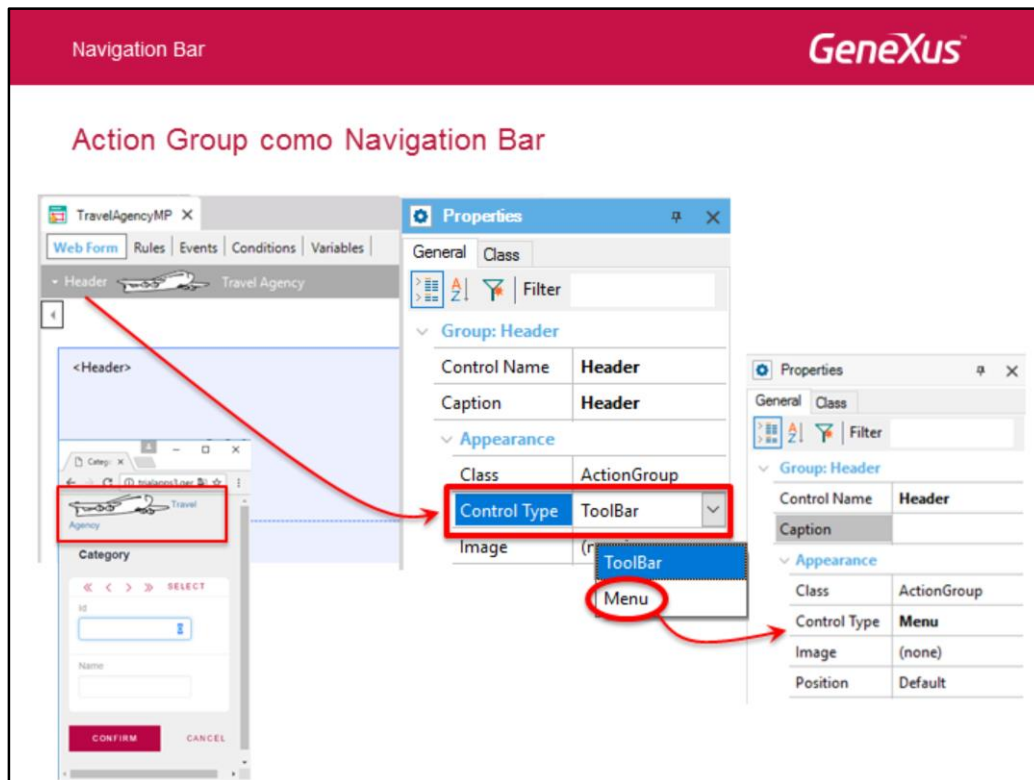 Navigation Bar
GeneXus™
Action Group como Navigation Bar
TravelAgencyMP X
Web Form Rules Events Conditions Variables
Header Travel Agency
<Header>
Categ X
Travel
Agency
Category
« < > » SELECT
Id
Name
CONFIRM CANCEL
Properties
General Class
Filter
Group: Header
Control Name Header
Caption Header
Appearance
Class ActionGroup
Control Type ToolBar
Image
ToolBar
Menu
Properties
General Class
Filter
Group: Header
Control Name Header
Caption
Appearance
Class ActionGroup
Control Type Menu
Image (none)
Position Default